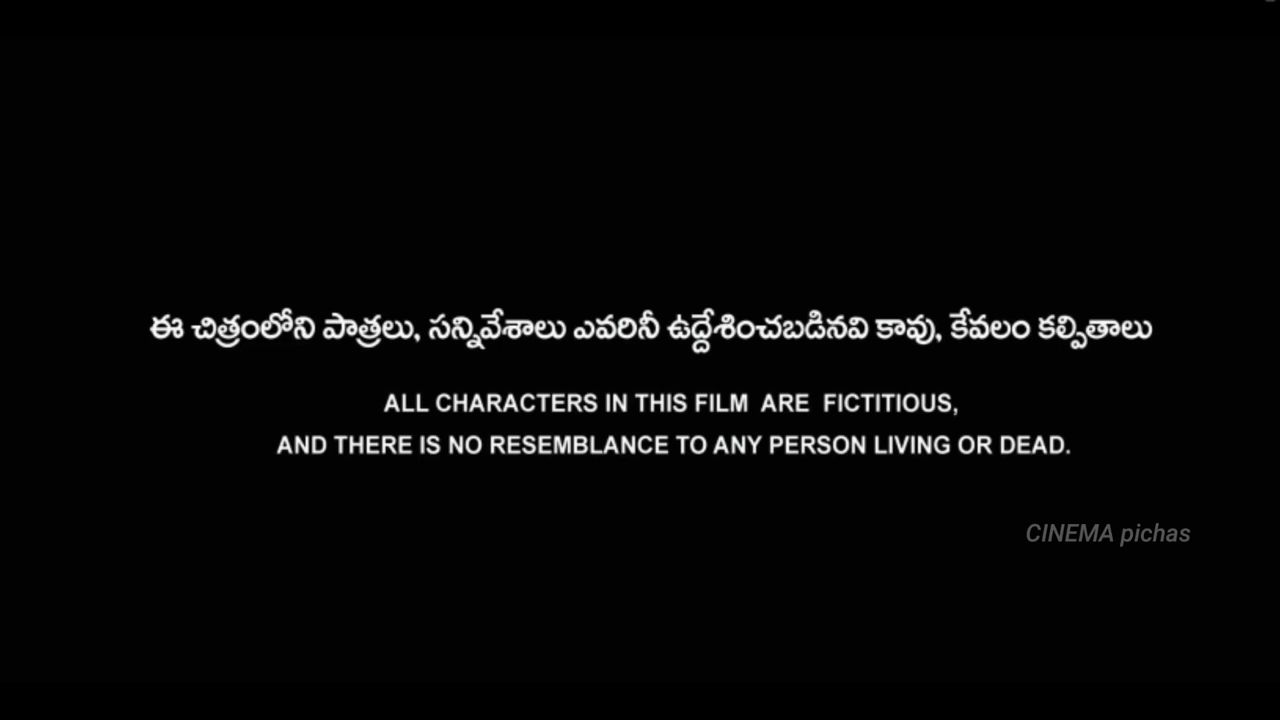 ఈ చిత్రంలోని పాత్రలు, సన్నివేశాలు ఎవరినీ ఉద్దేశించబడినవి కావు, కేవలం కల్పితాలు
ALL CHARACTERS IN THIS FILM ARE FICTITIOUS,
AND THERE IS NO RESEMBLANCE TO ANY PERSON LIVING OR DEAD.
CINEMA pichas